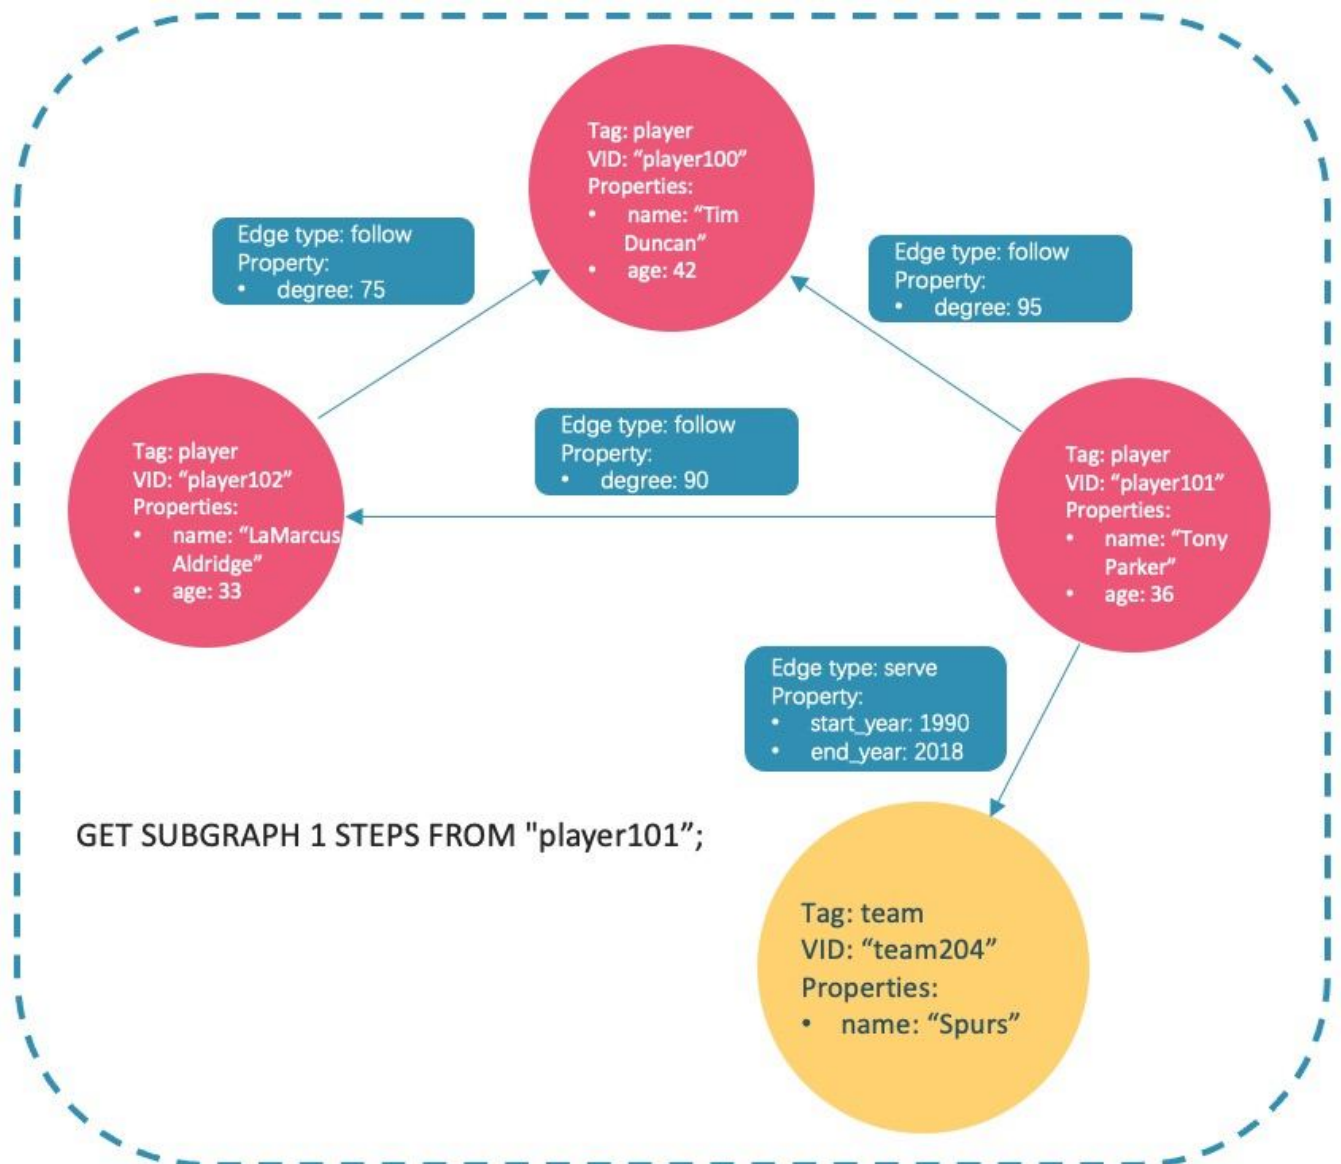 Tag: player
VID: “player100”
Properties:
• name: “Tim
Duncan”
• age: 42
Edge type: follow
Property:
• degree: 75
Edge type: follow
Property:
• degree: 95
Edge type: follow
Property:
• degree: 90
Tag: player
VID: “player102”
Properties:
• name: “LaMarcus
Aldridge”
• age: 33
Tag: player
VID: “player101”
Properties:
• name: “Tony
Parker”
• age: 36
Edge type: serve
Property:
• start_year: 1990
• end_year: 2018
GET SUBGRAPH 1 STEPS FROM "player101”;
Tag: team
VID: “team204”
Properties:
• name: “Spurs”